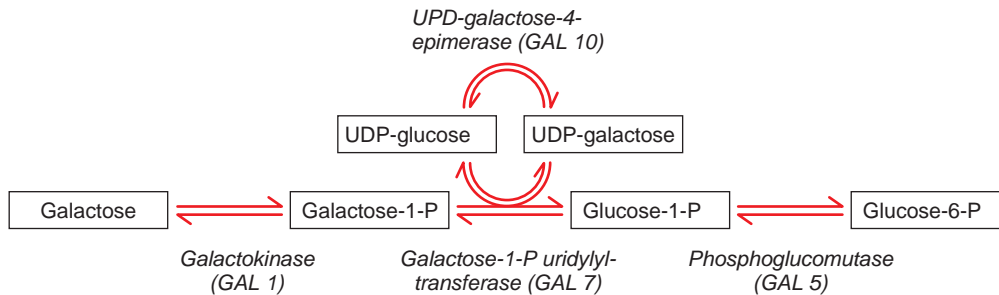 UPD-galactose-4-
epimerase (GAL 10)
UDP-glucose
UDP-galactose
Galactose
Galactose-1-P
Glucose-1-P
Glucose-6-P
Galactokinase
(GAL 1)
Galactose-1-P uridylyl-
transferase (GAL 7)
Phosphoglucomutase
(GAL 5)